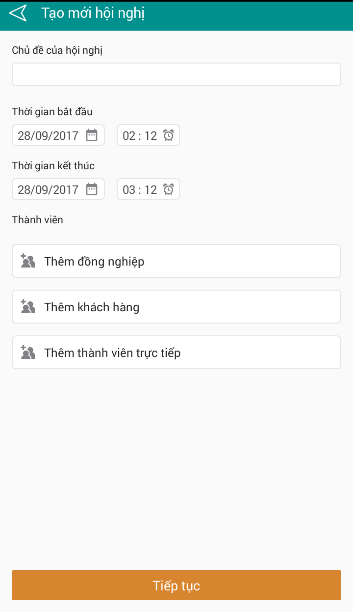 Tạo mới hội nghị
Chủ đề của hội nghị
Thời gian bắt đầu
28/09/2017 02 : 12
Thời gian kết thúc
28/09/2017 03 : 12
Thành viên
Thêm đồng nghiệp
Thêm khách hàng
Thêm thành viên trực tiếp
Tiếp tục